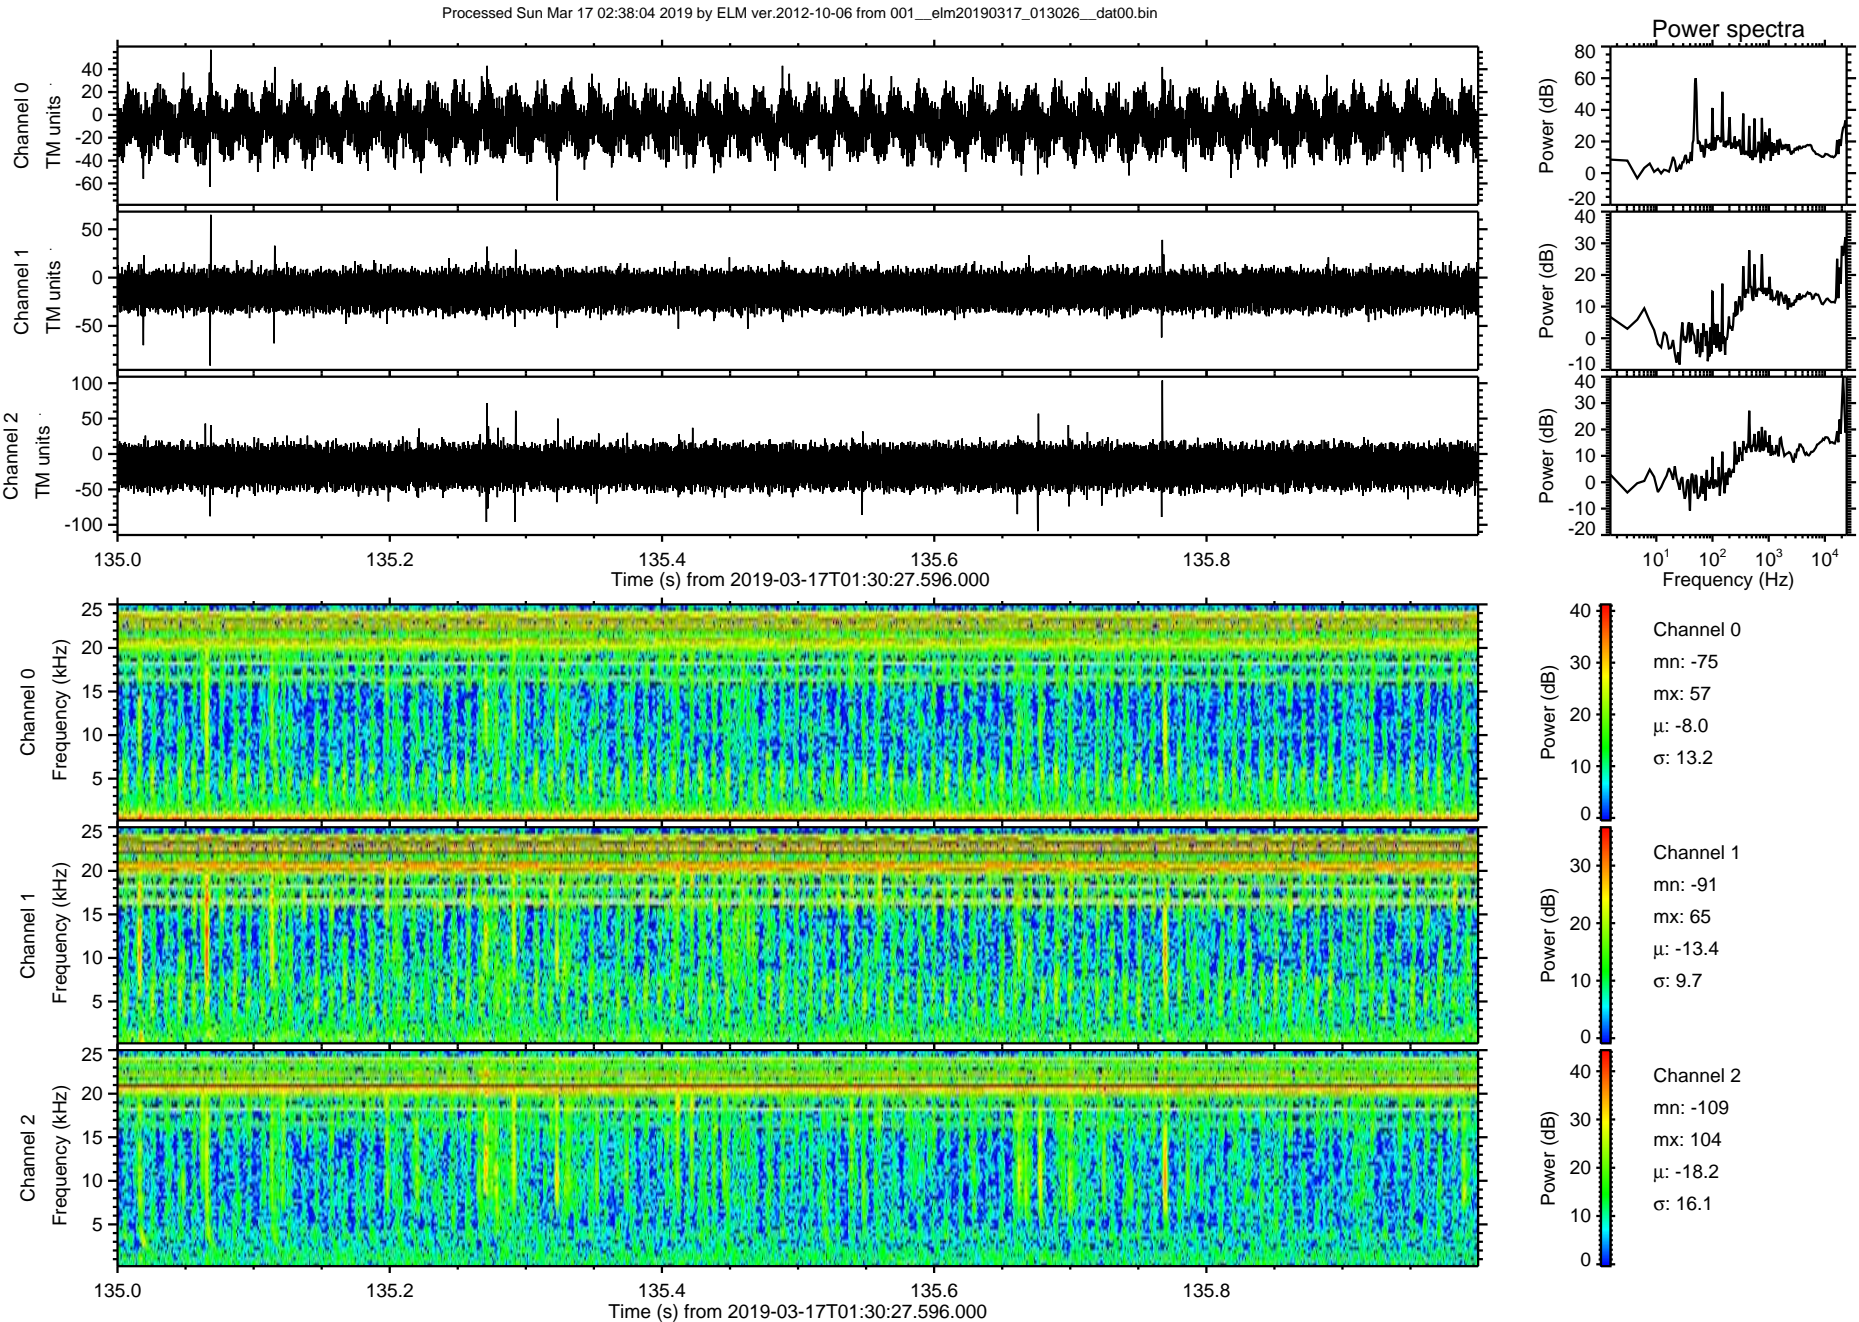 Processed Sun Mar 17 02:38:04 2019 by ELM ver.2012-10-06 from 001__elm20190317_013026__dat00.bin
Power spectra
Channel 0
TM units
40
20
0
-20
-40
-60
Power (dB)
80
60
40
20
0
-20
Channel 1
TM units
50
0
-50
Power (dB)
40
30
20
10
0
-10
Channel 2
TM units
100
50
0
-50
-100
Power (dB)
40
30
20
10
0
-10
-20
135.0 135.2 135.4 135.6 135.8
Time (s) from 2019-03-17T01:30:27.596.000
10¹ 10² 10³ 10⁴
Frequency (Hz)
Channel 0
Frequency (kHz)
25
20
15
10
5
Power (dB)
40
30
20
10
0
Channel 0
mn: -75
mx: 57
μ: -8.0
σ: 13.2
Channel 1
Frequency (kHz)
25
20
15
10
5
Power (dB)
30
20
10
0
Channel 1
mn: -91
mx: 65
μ: -13.4
σ: 9.7
Channel 2
Frequency (kHz)
25
20
15
10
5
Power (dB)
40
30
20
10
0
Channel 2
mn: -109
mx: 104
μ: -18.2
σ: 16.1
135.0 135.2 135.4 135.6 135.8
Time (s) from 2019-03-17T01:30:27.596.000